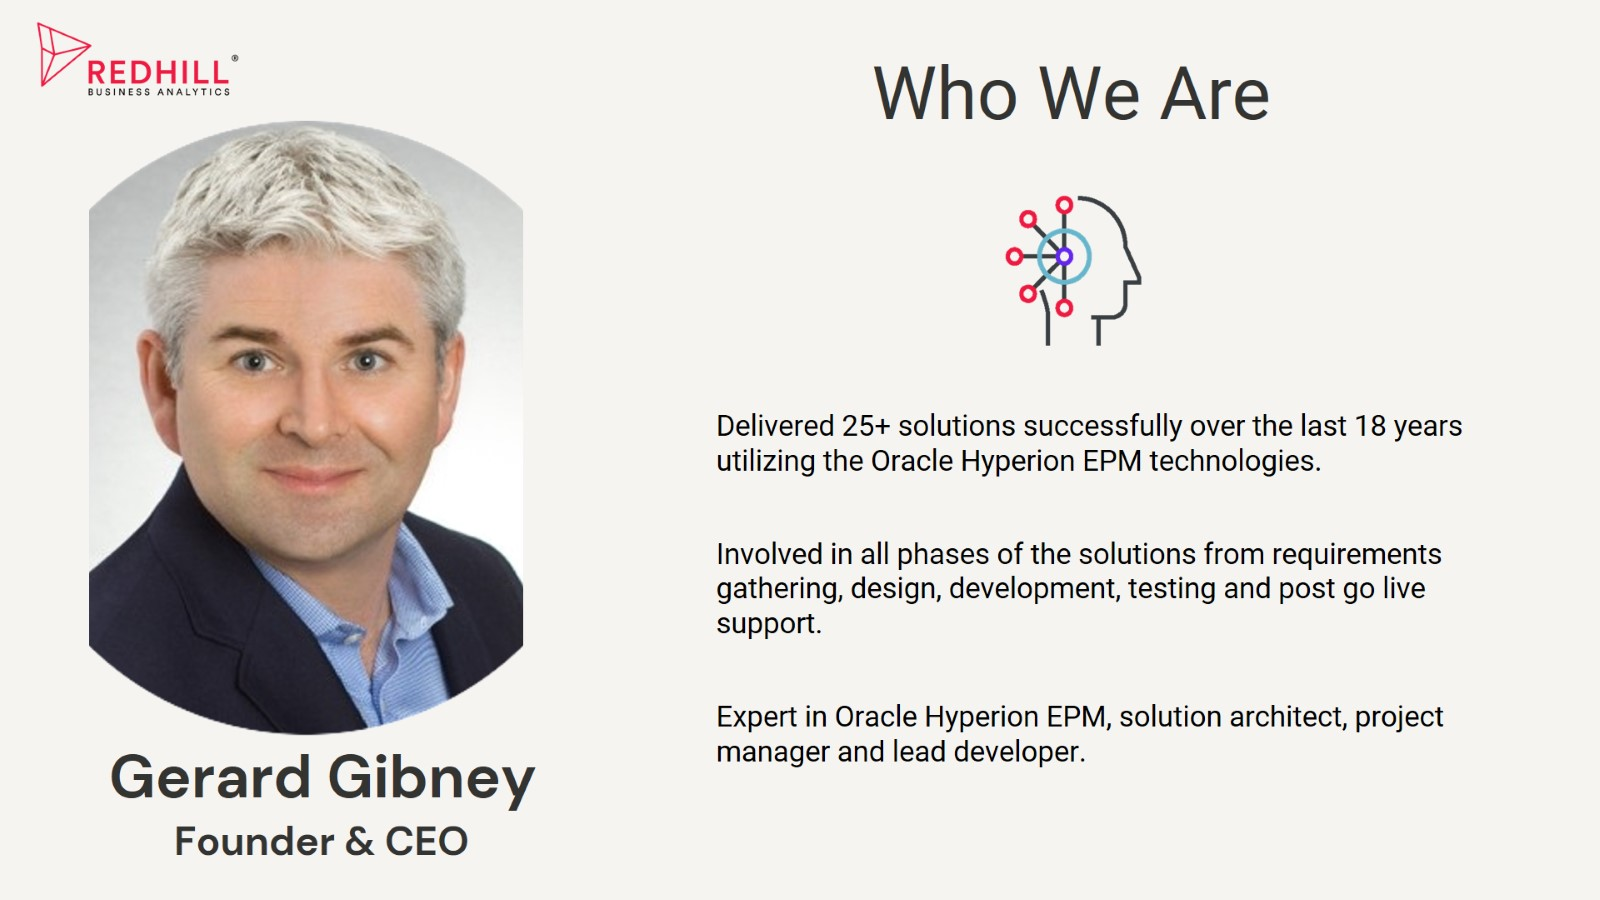 REDHILL®
BUSINESS ANALYTICS
Who We Are
Delivered 25+ solutions successfully over the last 18 years
utilizing the Oracle Hyperion EPM technologies.
Involved in all phases of the solutions from requirements
gathering, design, development, testing and post go live
support.
Expert in Oracle Hyperion EPM, solution architect, project
manager and lead developer.
Gerard Gibney
Founder & CEO